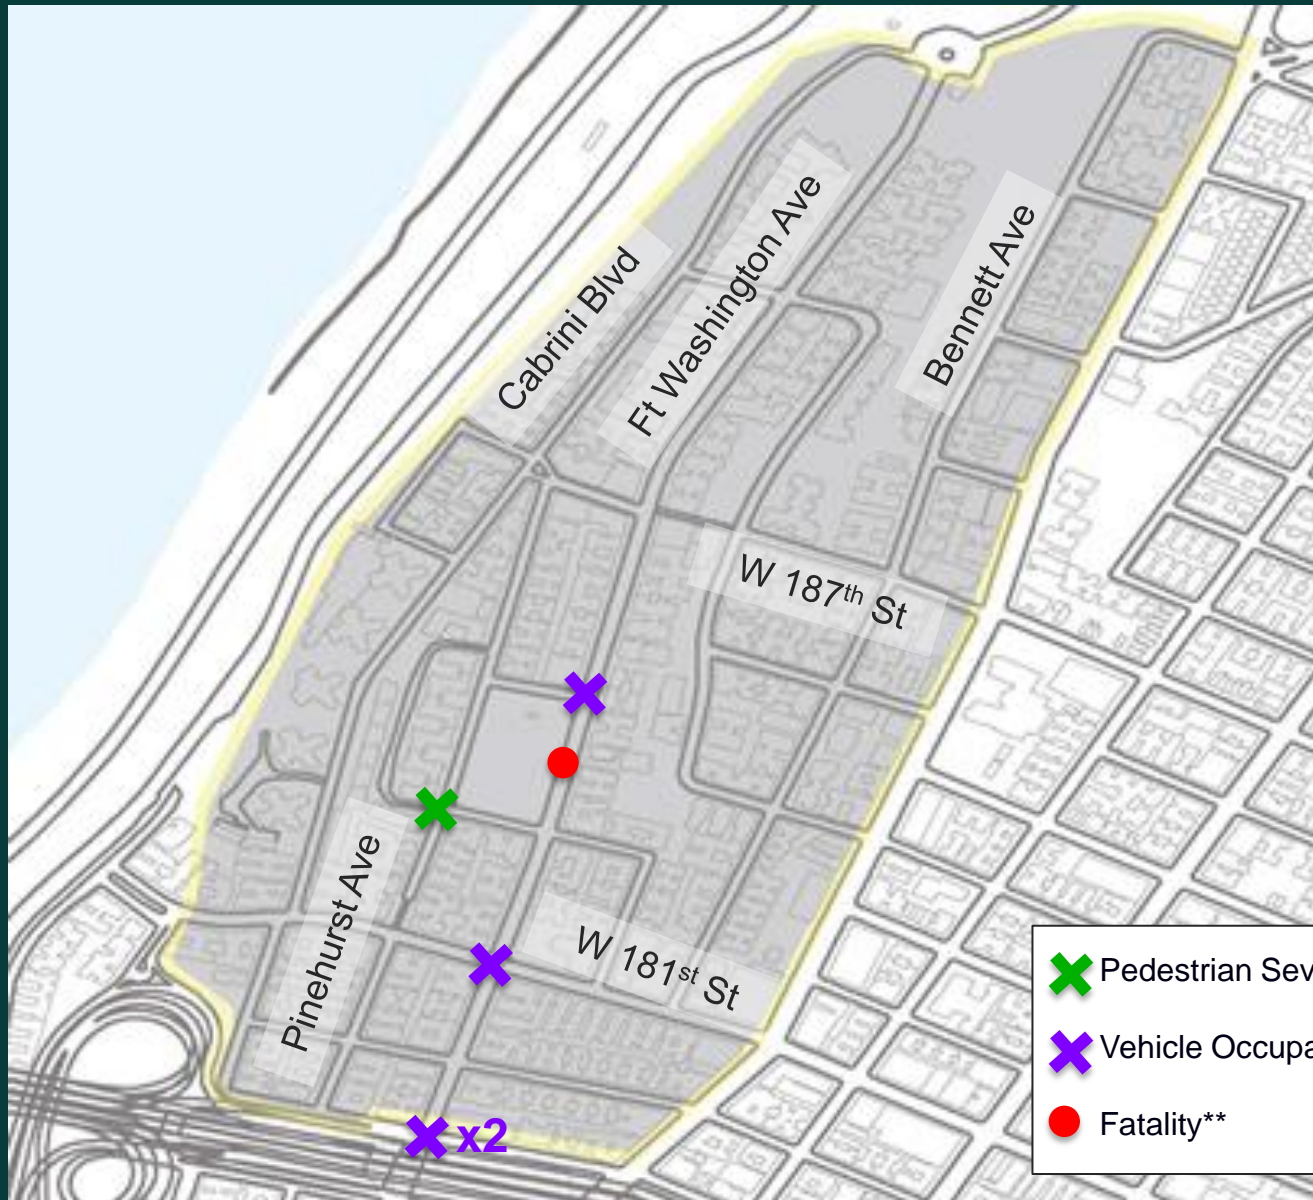 Cabrini Blvd
Ft Washington Ave
Bennett Ave
W 187th St
Pinehurst Ave
W 181st St
x2
Pedestrian Sev
Vehicle Occupa
Fatality**